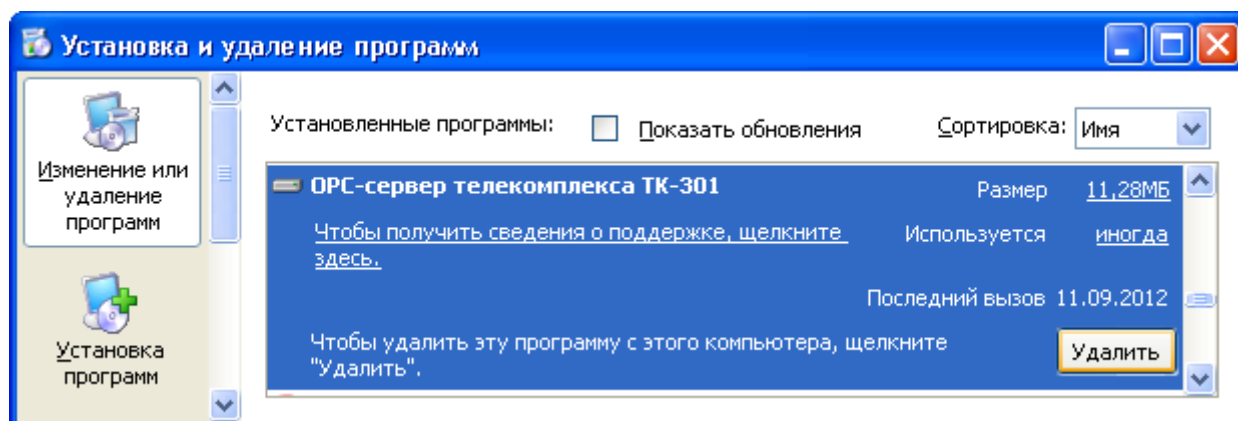 Установка и удаление программ
Изменение или
удаление
программ
Установка
программ
Установленные программы:
Показать обновления
Сортировка:
Имя
OPC-сервер телекомплекса ТК-301
Размер
11,28МБ
Чтобы получить сведения о поддержке, щелкните
здесь.
Используется
иногда
Последний вызов
11.09.2012
Чтобы удалить эту программу с этого компьютера, щелкните
"Удалить".
Удалить